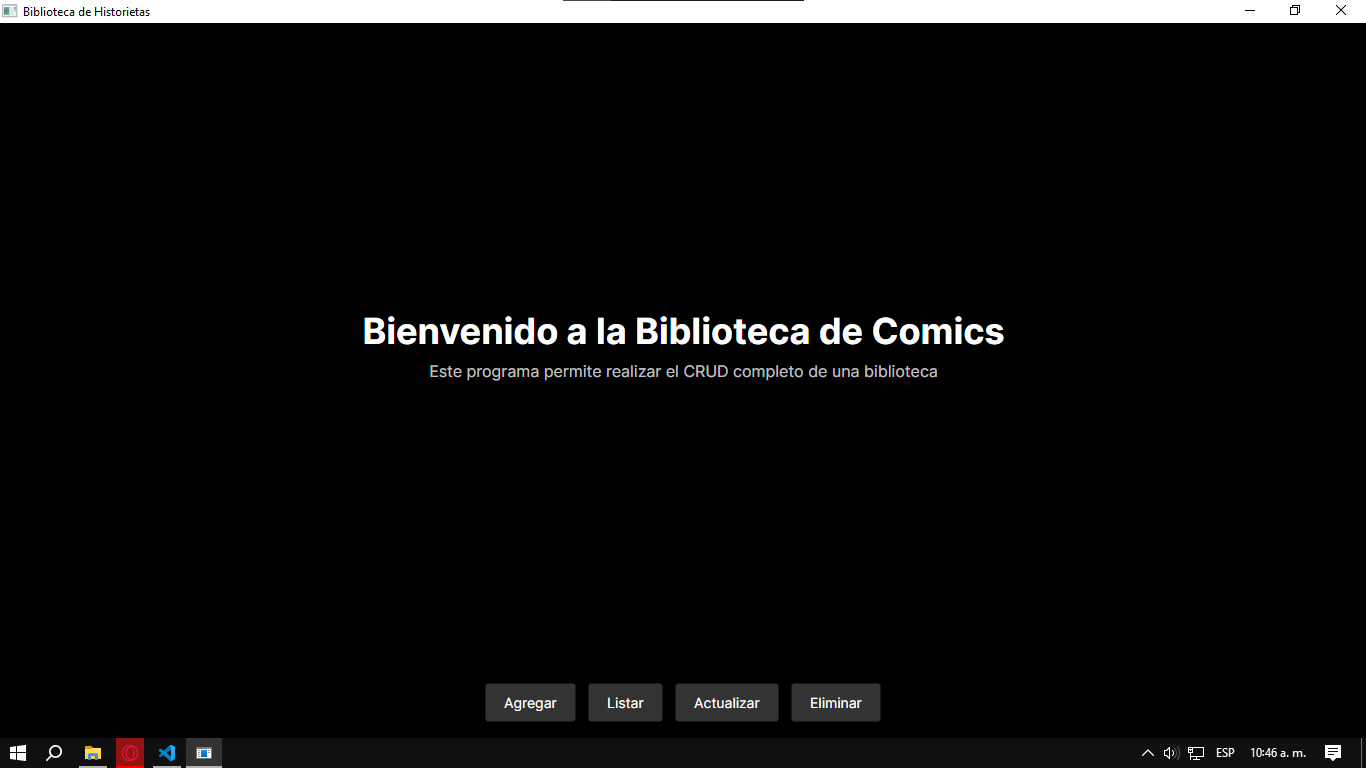 Biblioteca de Historietas
Bienvenido a la Biblioteca de Comics
Este programa permite realizar el CRUD completo de una biblioteca
Agregar Listar Actualizar Eliminar
ESP 10:46 a. m.